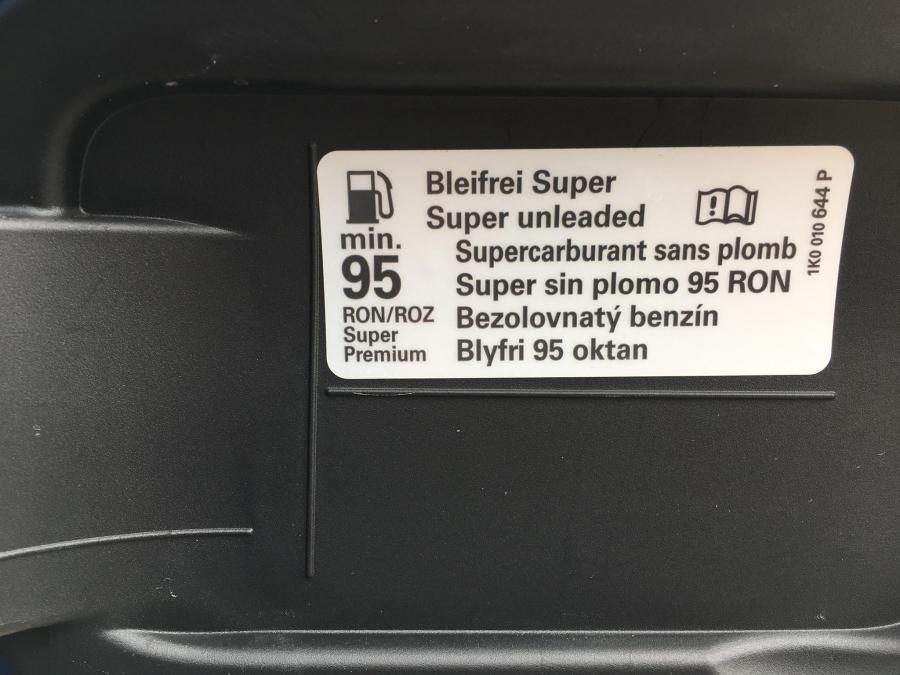 Bleifrei Super
Super unleaded
min.
95
RON/ROZ
Super
Premium
Supercarburant sans plomb
Super sin plomo 95 RON
Bezolovnatý benzín
Blyfri 95 oktan
1K0 010 644 P